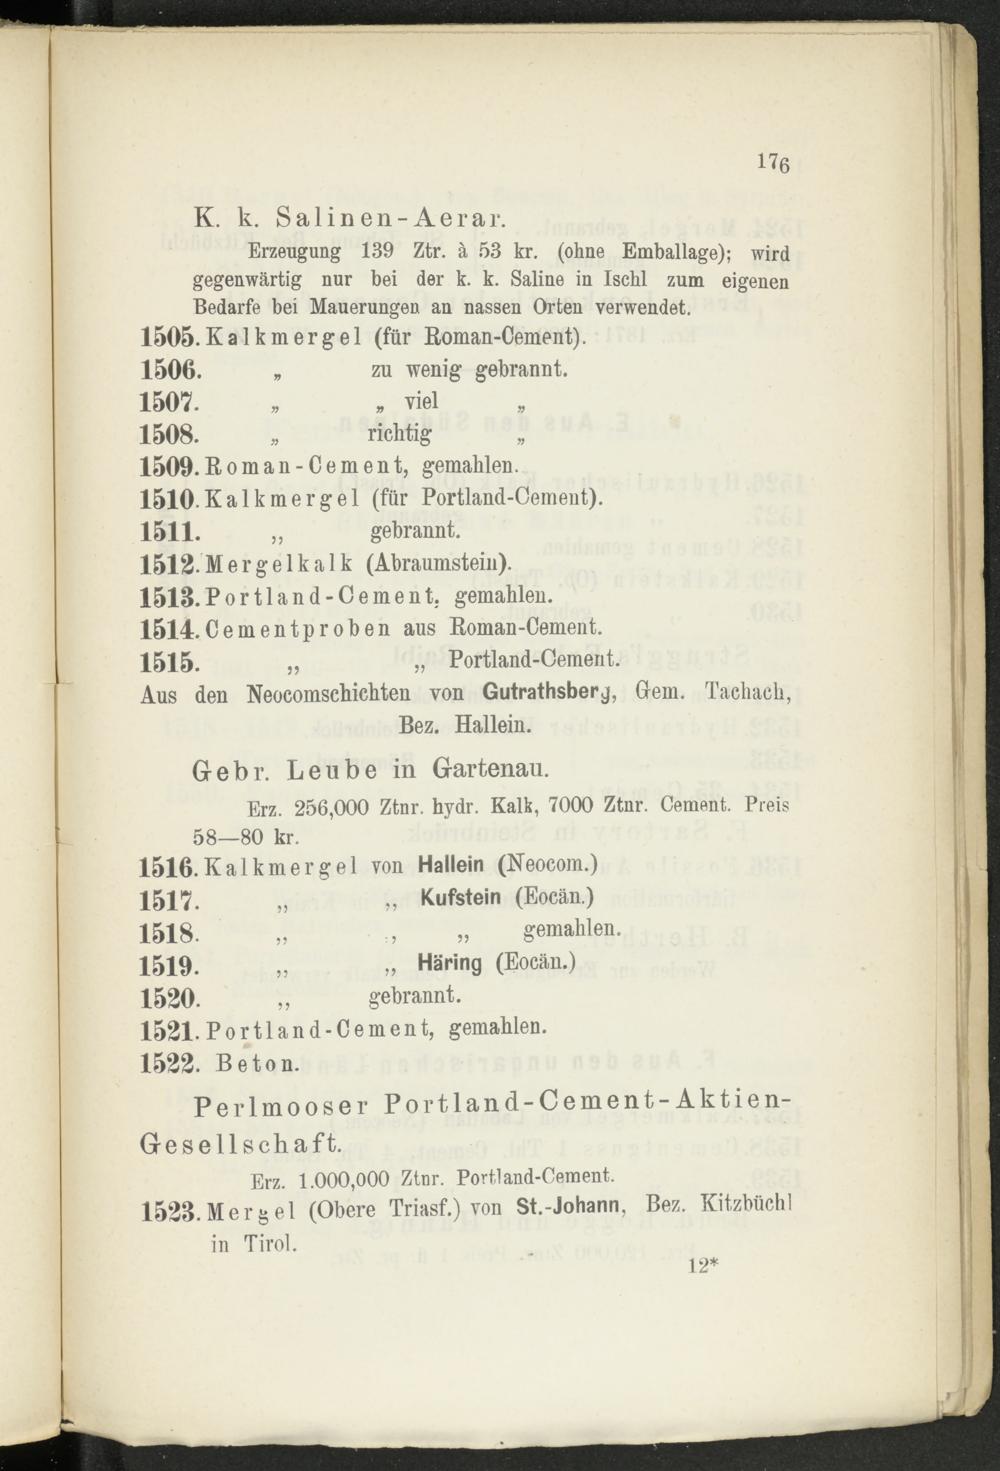 176
K. k. Salinen-Aerar.
Erzeugung 139 Ztr. à 53 kr. (ohne Emballage); wird
gegenwärtig nur bei der k. k. Saline in Ischl zum eigenen
Bedarfe bei Mauerungen an nassen Orten verwendet.
1505. Kalkmergel (für Roman-Cement).
1506. „ zu wenig gebrannt.
1507. „ „ viel „
1508. „ richtig „
1509. Roman-Cement, gemahlen.
1510. Kalkmergel (für Portland-Cement).
1511. „ gebrannt.
1512. Mergelkalk (Abraumstein).
1513. Portland-Cement, gemahlen.
1514. Cementproben aus Roman-Cement.
1515. „ „ Portland-Cement.
Aus den Neocomschichten von Gutrathsberg, Gem. Tachach,
Bez. Hallein.
Gebr. Leube in Gartenau.
Erz. 256,000 Ztnr. hydr. Kalk, 7000 Ztnr. Cement. Preis
58—80 kr.
1516. Kalkmergel von Hallein (Neocom.)
1517. „ „ Kufstein (Eocän.)
1518. „ „ „ gemahlen.
1519. „ „ Häring (Eocän.)
1520. „ gebrannt.
1521. Portland-Cement, gemahlen.
1522. Beton.
Perlmooser Portland-Cement-Aktien-
Gesellschaft.
Erz. 1.000,000 Ztnr. Portland-Cement.
1523. Mergel (Obere Triasf.) von St.-Johann, Bez. Kitzbüchl
in Tirol.
12*